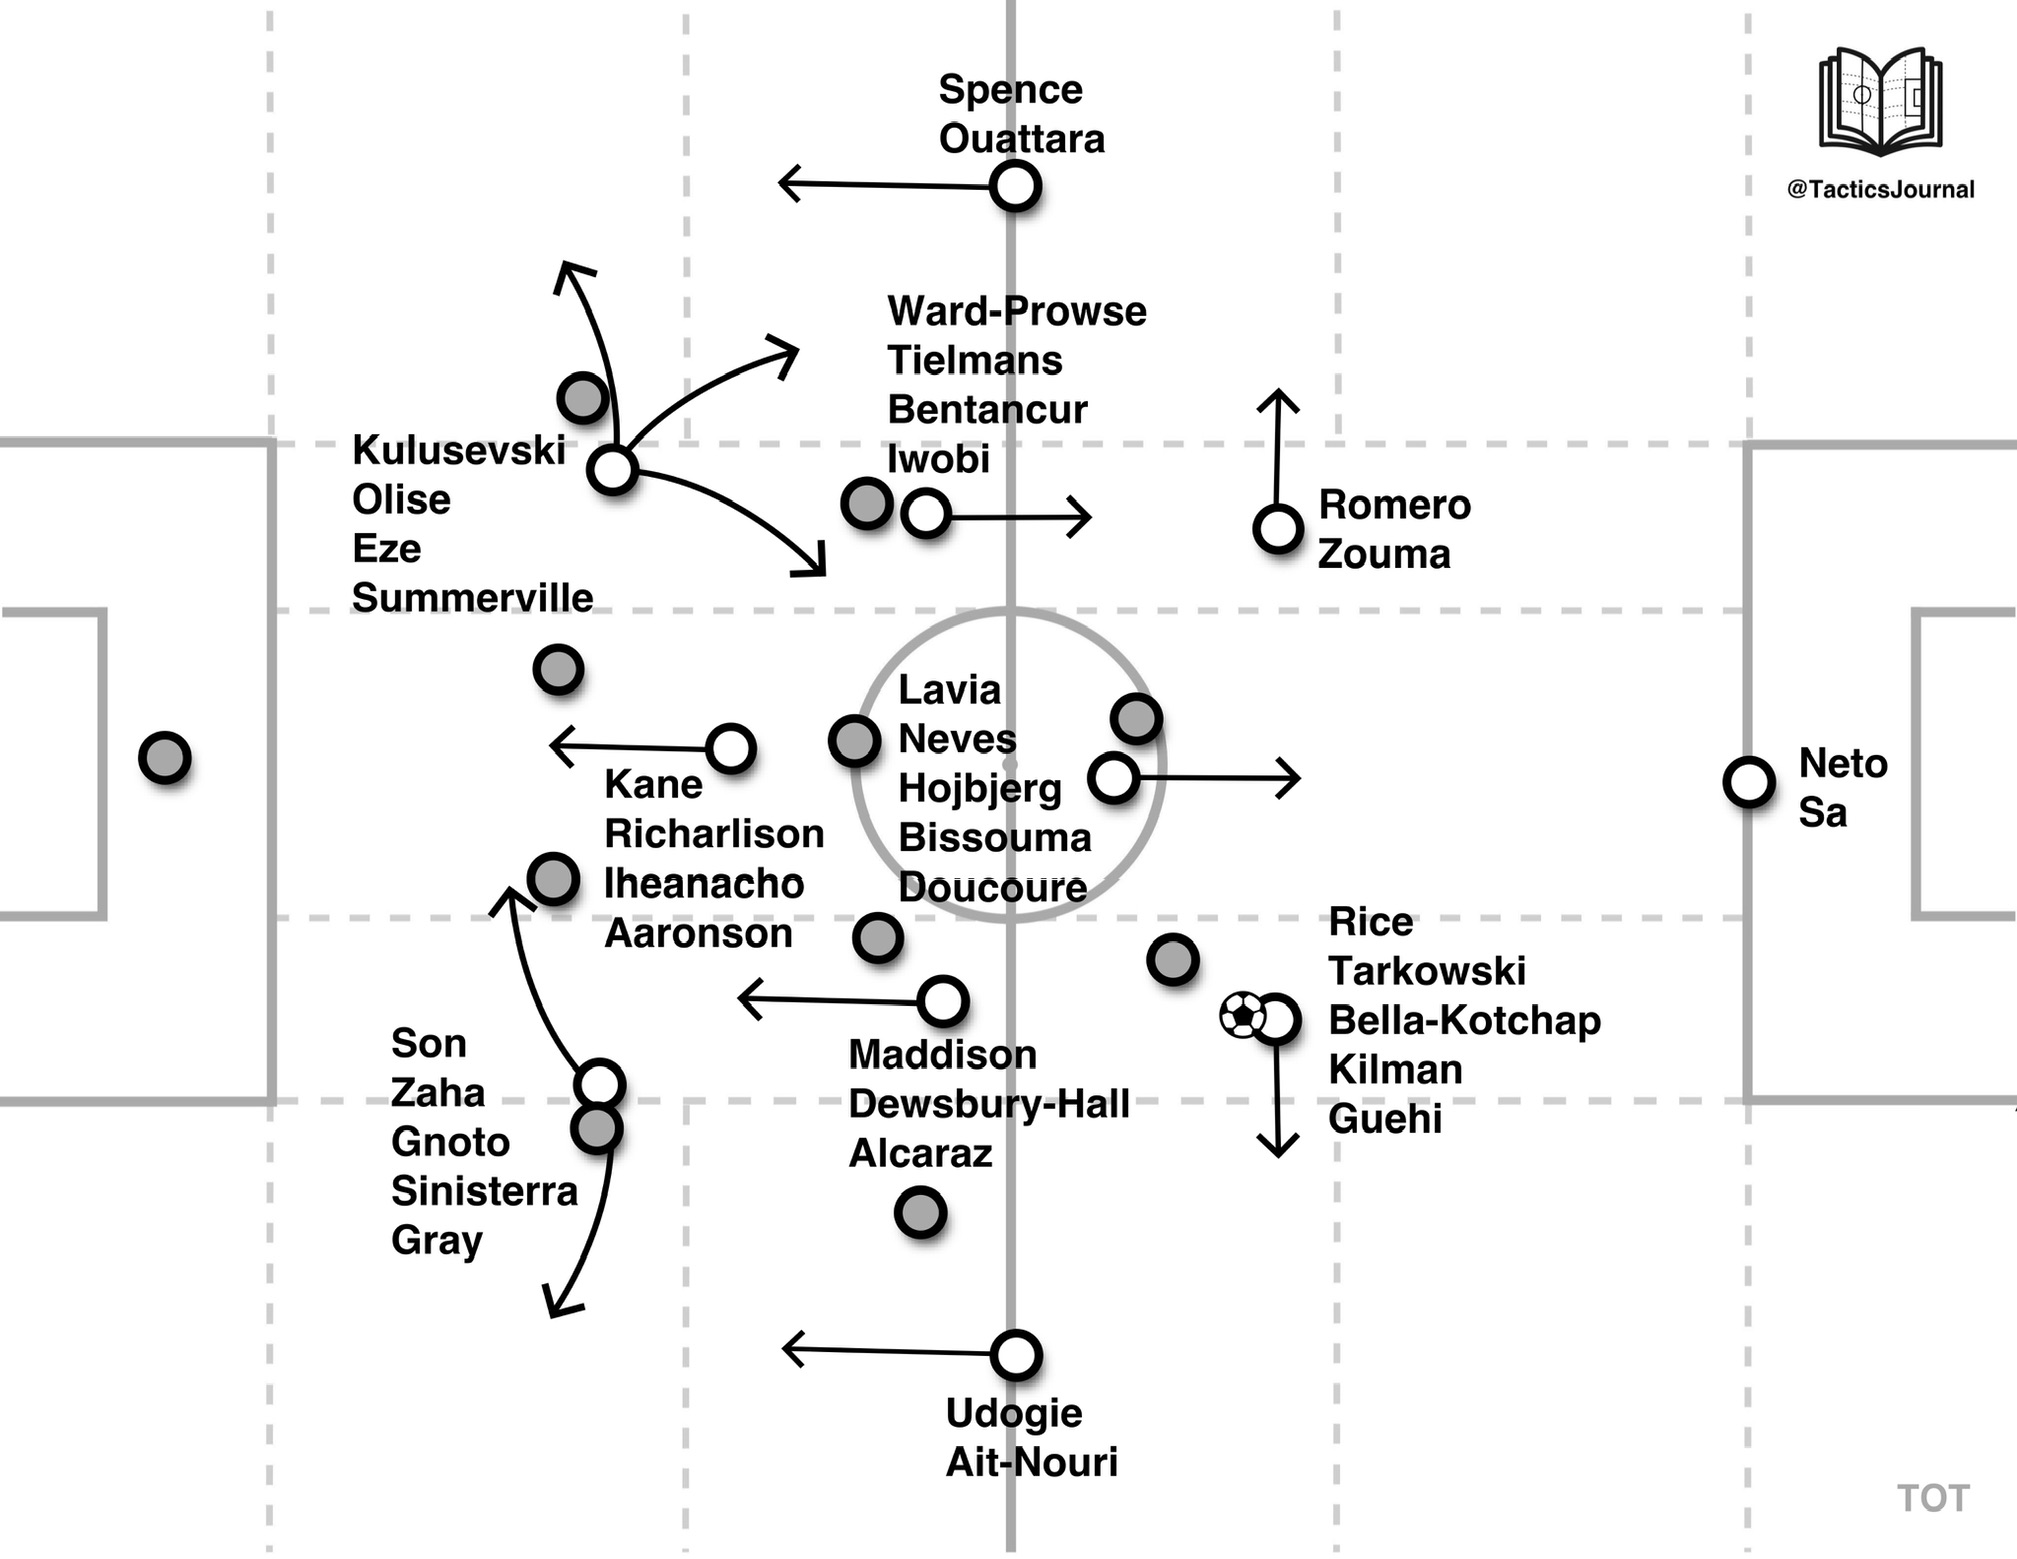 @TacticsJournal
Spence
Ouattara
Ward-Prowse
Tielmans
Bentancur
Iwobi
Kulusevski
Olise
Eze
Summerville
Romero
Zouma
Lavia
Neves
Hojbjerg
Bissouma
Doucoure
Kane
Richarlison
Iheanacho
Aaronson
Neto
Sa
Rice
Tarkowski
Bella-Kotchap
Kilman
Guehi
Son
Zaha
Gnoto
Sinisterra
Gray
Maddison
Dewsbury-Hall
Alcaraz
Udogie
Ait-Nouri
TOT